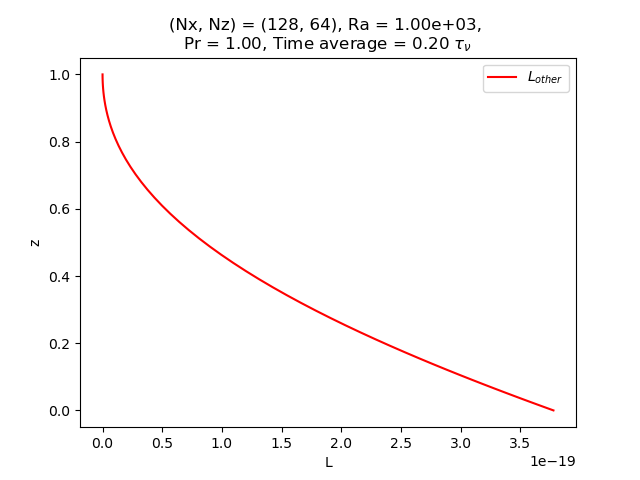 (Nx, Nz) = (128, 64), Ra = 1.00e+03,
Pr = 1.00, Time average = 0.20 τν
L_other
1.0
0.8
0.6
0.4
0.2
0.0
z
0.0 0.5 1.0 1.5 2.0 2.5 3.0 3.5
1e−19
L